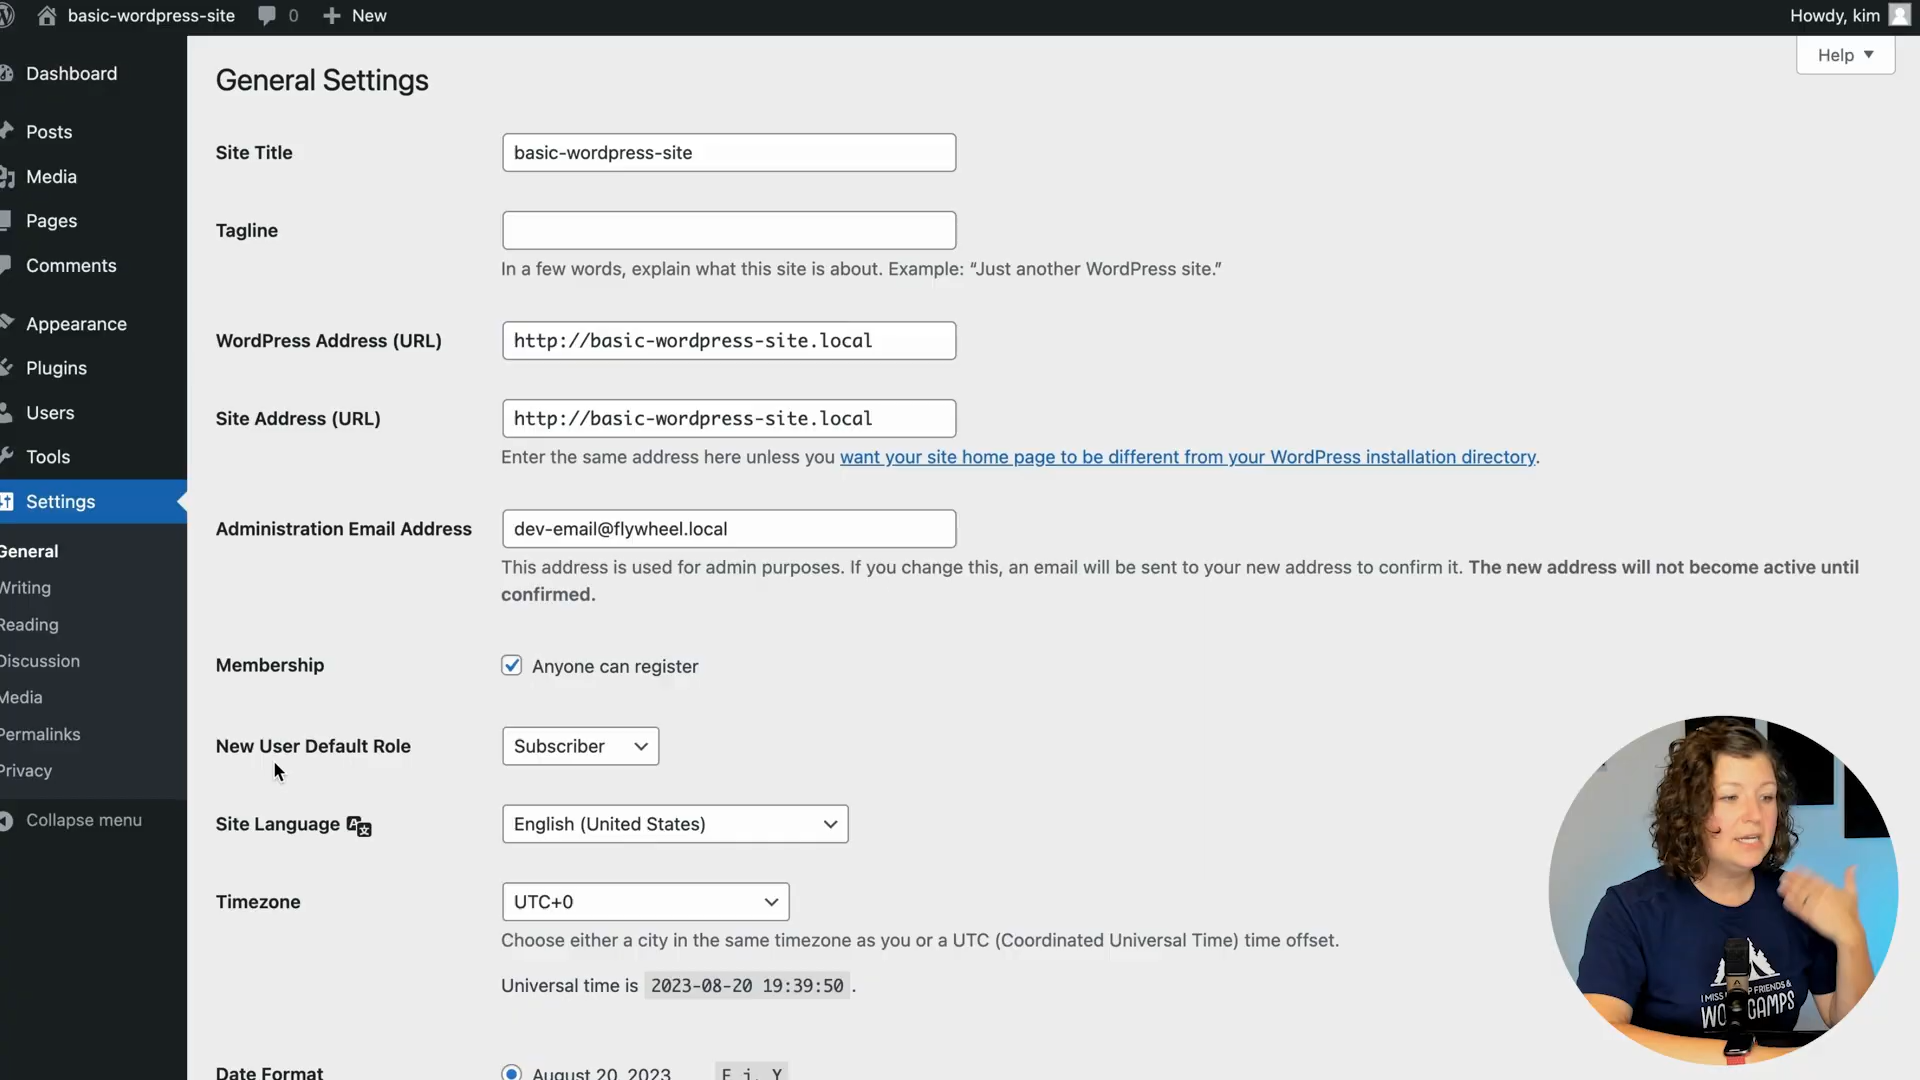 basic-wordpress-site 0 New Howdy, kim
Help
Dashboard
Posts
Media
Pages
Comments
Appearance
Plugins
Users
Tools
Settings
General
Writing
Reading
Discussion
Media
Permalinks
Privacy
Collapse menu
General Settings
Site Title basic-wordpress-site
Tagline
In a few words, explain what this site is about. Example: “Just another WordPress site.”
WordPress Address (URL) http://basic-wordpress-site.local
Site Address (URL) http://basic-wordpress-site.local
Enter the same address here unless you want your site home page to be different from your WordPress installation directory.
Administration Email Address dev-email@flywheel.local
This address is used for admin purposes. If you change this, an email will be sent to your new address to confirm it. The new address will not become active until
confirmed.
Membership Anyone can register
New User Default Role Subscriber
Site Language English (United States)
Timezone UTC+0
Choose either a city in the same timezone as you or a UTC (Coordinated Universal Time) time offset.
Universal time is 2023-08-20 19:39:50 .
Date Format August 20, 2023 F j, Y
I MISS FRIENDS &